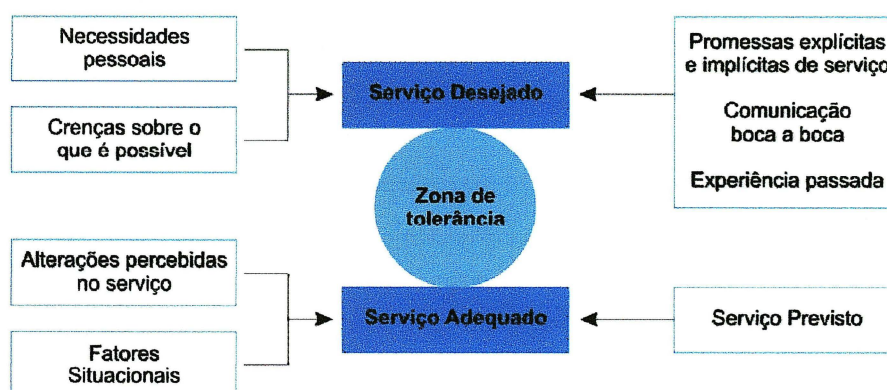 Necessidades
pessoais
Crenças sobre o
que é possível
Serviço Desejado
Promessas explícitas
e implícitas de serviço
Comunicação
boca a boca
Experiência passada
Zona de
tolerância
Alterações percebidas
no serviço
Fatores
Situacionais
Serviço Adequado
Serviço Previsto